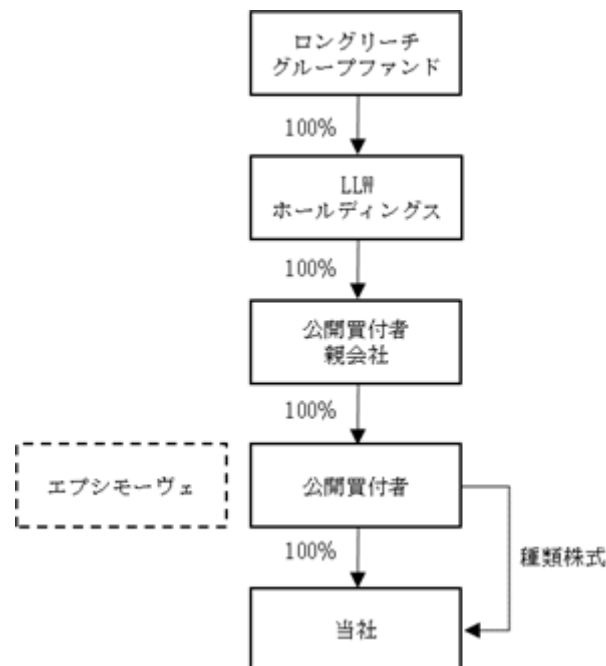 ロングリーチ
グループファンド
100%
LLW
ホールディングス
100%
公開買付者
親会社
100%
エプシモーヴェ
公開買付者
100%
種類株式
当社